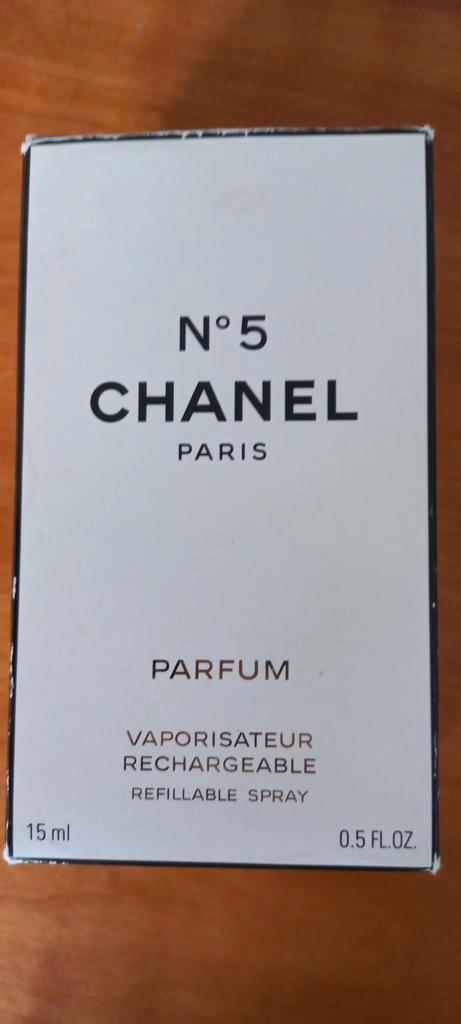 N° 5
CHANEL
PARIS
PARFUM
VAPORISATEUR
RECHARGEABLE
REFILLABLE SPRAY
15 ml
0.5 FL.OZ.